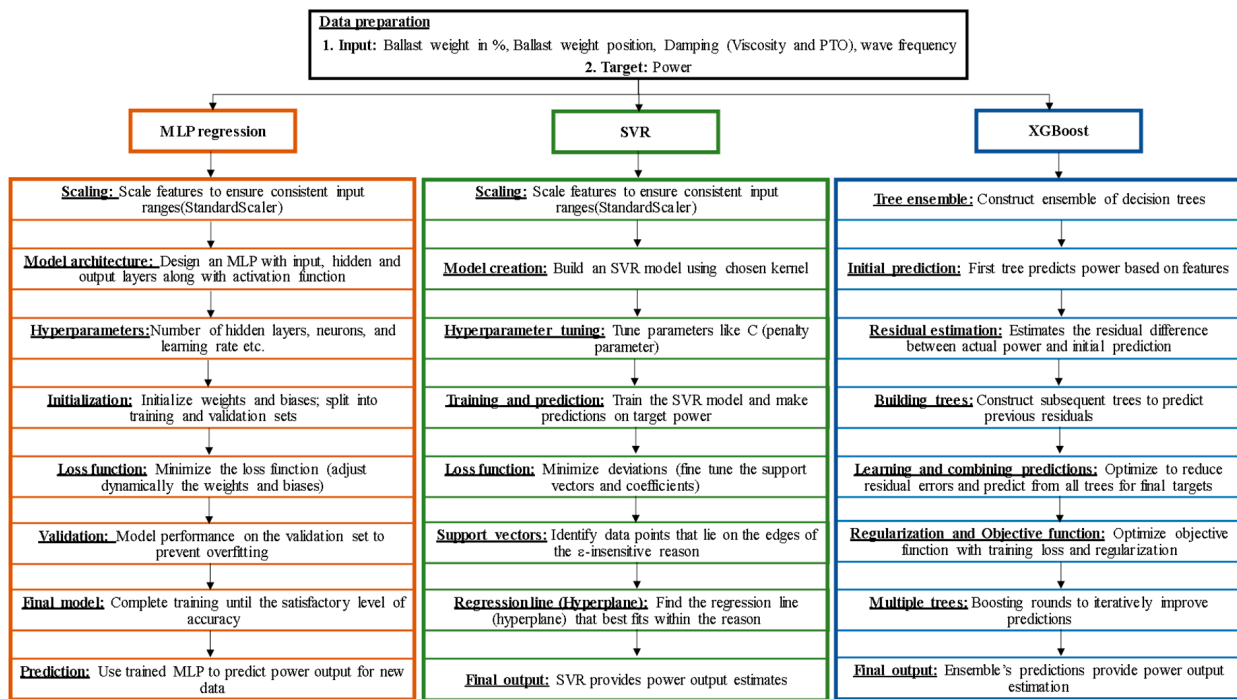 Data preparation
1. Input: Ballast weight in %, Ballast weight position, Damping (Viscosity and PTO), wave frequency
2. Target: Power
MLP regression
Scaling: Scale features to ensure consistent input
ranges(StandardScaler)
Model architecture: Design an MLP with input, hidden and
output layers along with activation function
Hyperparameters:Number of hidden layers, neurons, and
learning rate etc.
Initialization: Initialize weights and biases; split into
training and validation sets
Loss function: Minimize the loss function (adjust
dynamically the weights and biases)
Validation: Model performance on the validation set to
prevent overfitting
Final model: Complete training until the satisfactory level of
accuracy
Prediction: Use trained MLP to predict power output for new
data
SVR
Scaling: Scale features to ensure consistent input
ranges(StandardScaler)
Model creation: Build an SVR model using chosen kernel
Hyperparameter tuning: Tune parameters like C (penalty
parameter)
Training and prediction: Train the SVR model and make
predictions on target power
Loss function: Minimize deviations (fine tune the support
vectors and coefficients)
Support vectors: Identify data points that lie on the edges of
the ε-insensitive reason
Regression line (Hyperplane): Find the regression line
(hyperplane) that best fits within the reason
Final output: SVR provides power output estimates
XGBoost
Tree ensemble: Construct ensemble of decision trees
Initial prediction: First tree predicts power based on features
Residual estimation: Estimates the residual difference
between actual power and initial prediction
Building trees: Construct subsequent trees to predict
previous residuals
Learning and combining predictions: Optimize to reduce
residual errors and predict from all trees for final targets
Regularization and Objective function: Optimize
objective function with training loss and regularization
Multiple trees: Boosting rounds to iteratively improve
predictions
Final output: Ensemble's predictions provide power output
estimation